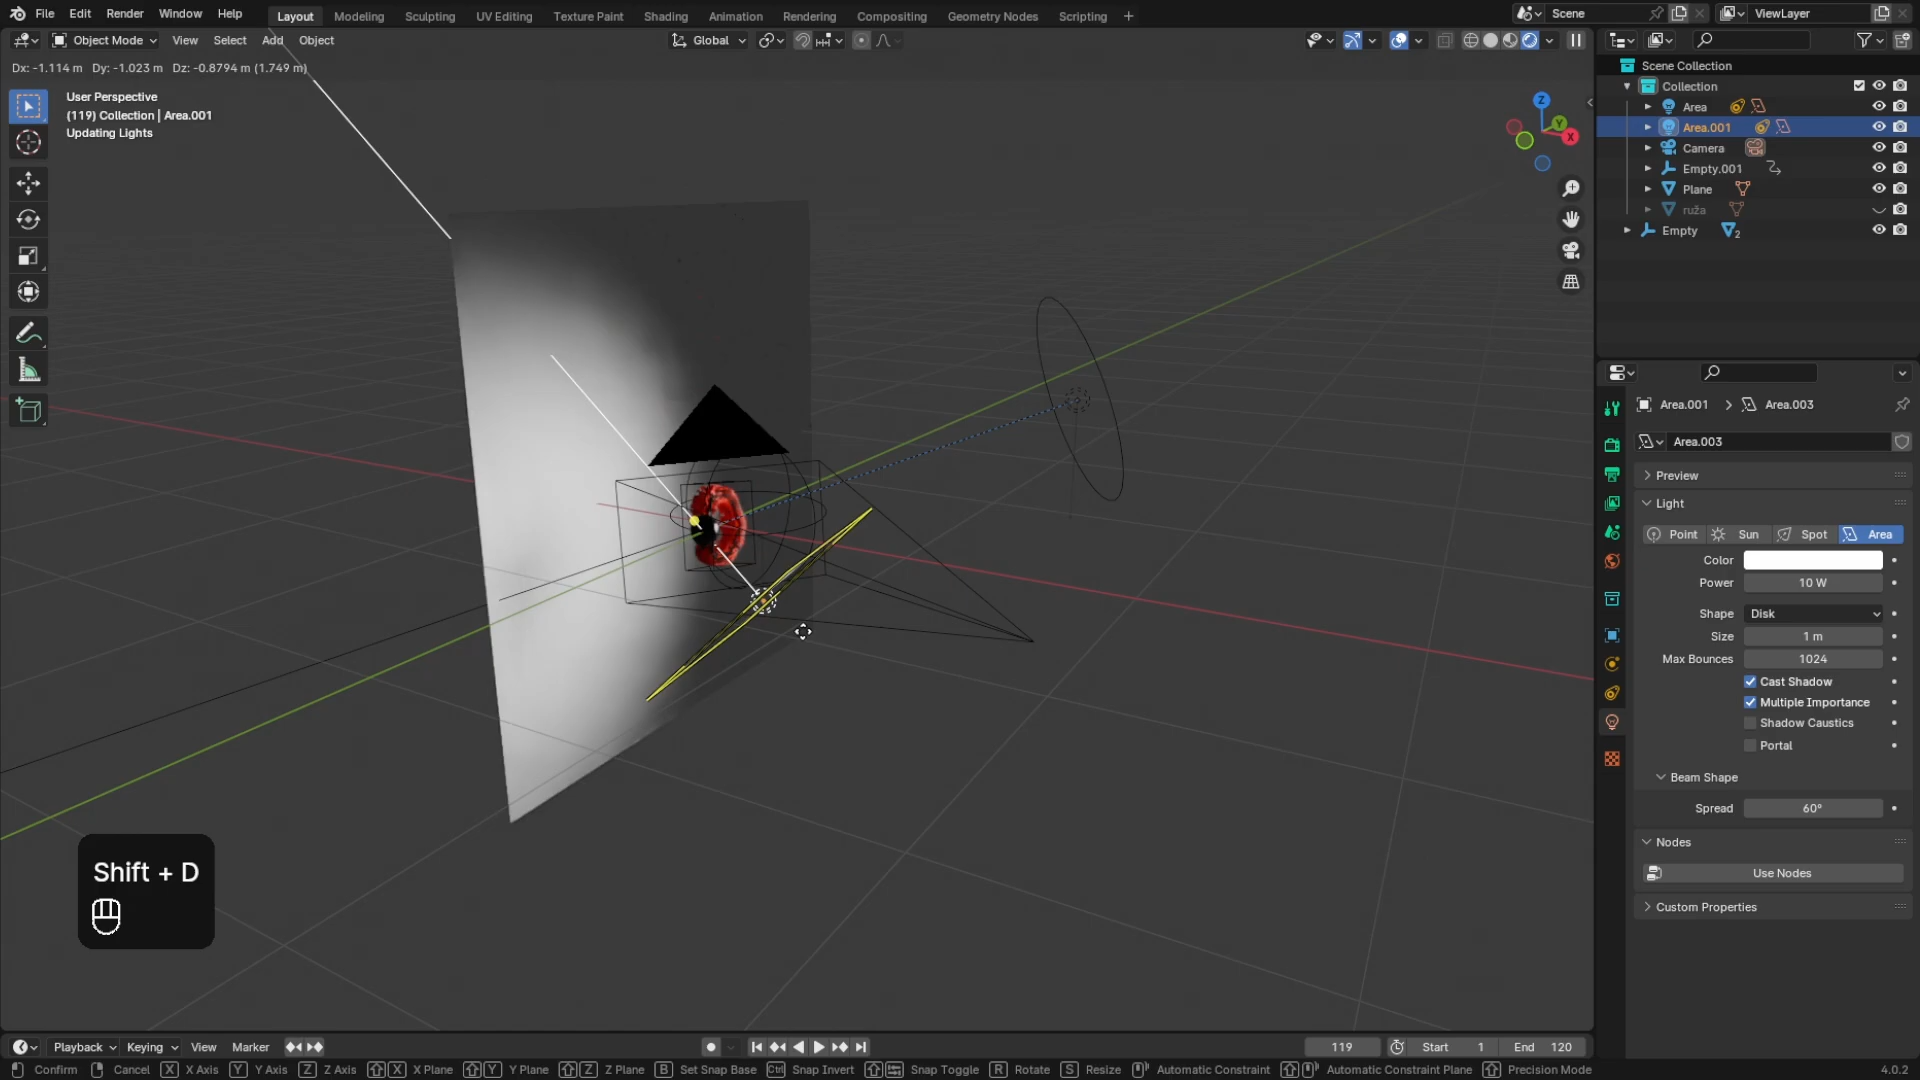 File Edit Render Window Help
Layout Modeling Sculpting UV Editing Texture Paint Shading Animation Rendering Compositing Geometry Nodes Scripting +
Scene
ViewLayer
Object Mode View Select Add Object
Global
Dx: -1.114 m Dy: -1.023 m Dz: -0.8794 m (1.749 m)
User Perspective
(119) Collection | Area.001
Updating Lights
Z
Y
X
Scene Collection
Collection
Area
Area.001
Camera
Empty.001
Plane
ruža
Empty 2
Area.001 > Area.003
Area.003
Preview
Light
Point Sun Spot Area
Color
Power 10 W
Shape Disk
Size 1 m
Max Bounces 1024
Cast Shadow
Multiple Importance
Shadow Caustics
Portal
Beam Shape
Spread 60°
Nodes
Use Nodes
Custom Properties
Shift + D
Playback Keying View Marker
119 Start 1 End 120
Confirm Cancel X X Axis Y Y Axis Z Z Axis X X Plane Y Y Plane Z Z Plane B Set Snap Base Ctrl Snap Invert Snap Toggle R Rotate S Resize Automatic Constraint Automatic Constraint Plane Precision Mode 4.0.2